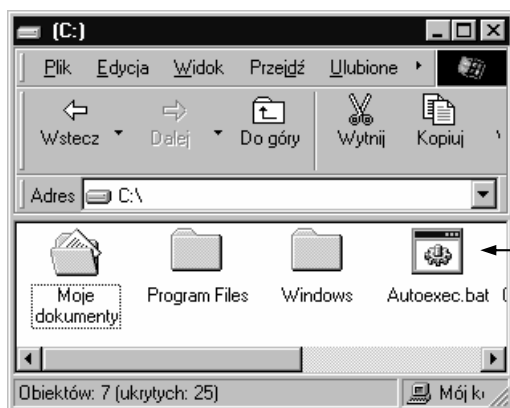 (C:)
Plik Edycja Widok Przejdź Ulubione
Wstecz Dalej Do góry Wytnij Kopiuj
Adres C:\
Moje dokumenty Program Files Windows Autoexec.bat
Obiektów: 7 (ukrytych: 25) Mój